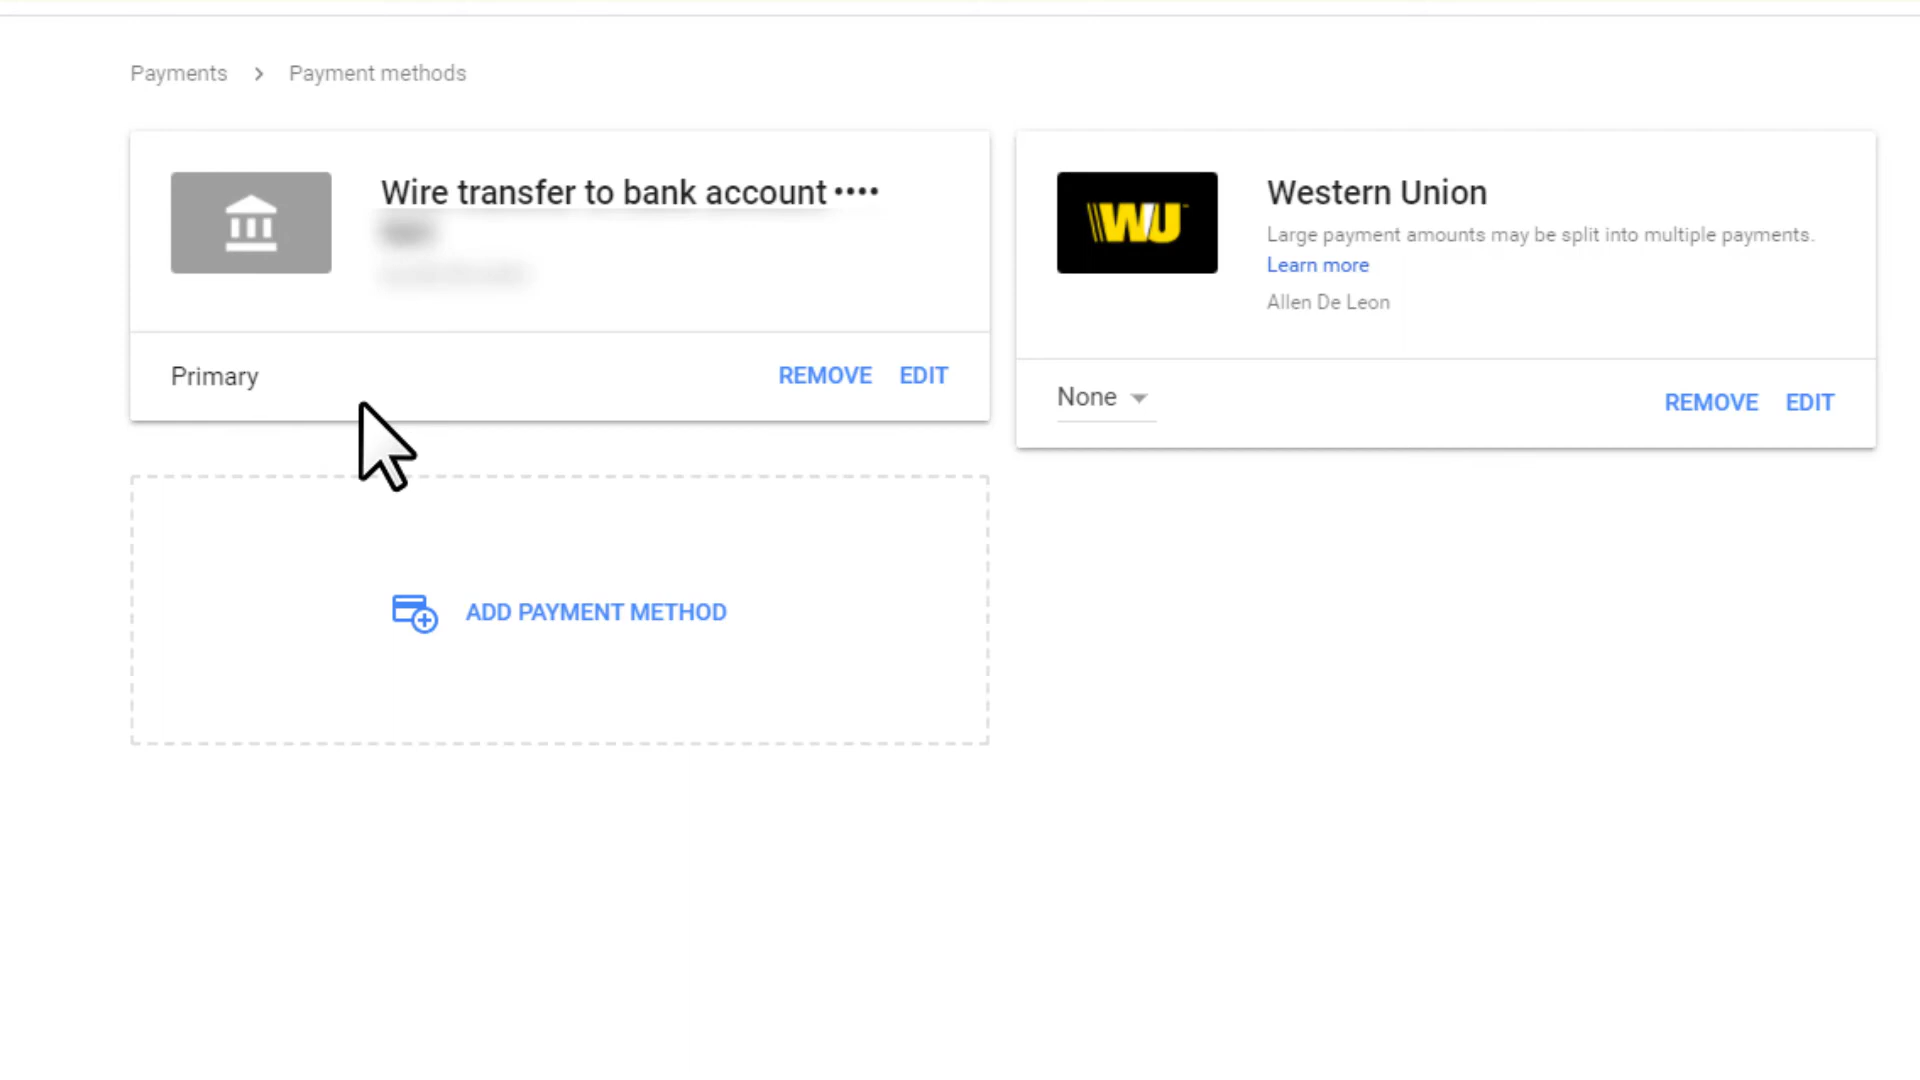 Payments > Payment methods
Wire transfer to bank account ••••
Primary
REMOVE EDIT
WU
Western Union
Large payment amounts may be split into multiple payments.
Learn more
Allen De Leon
None
REMOVE EDIT
ADD PAYMENT METHOD